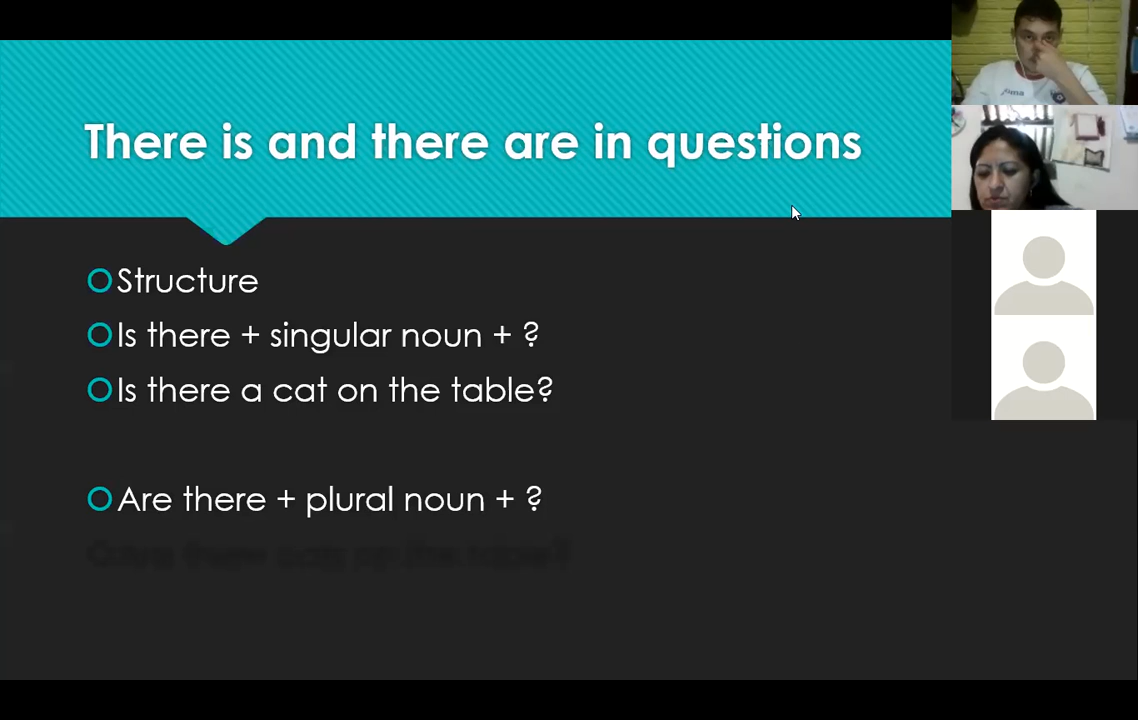 There is and there are in questions
Structure
Is there + singular noun + ?
Is there a cat on the table?
Are there + plural noun + ?